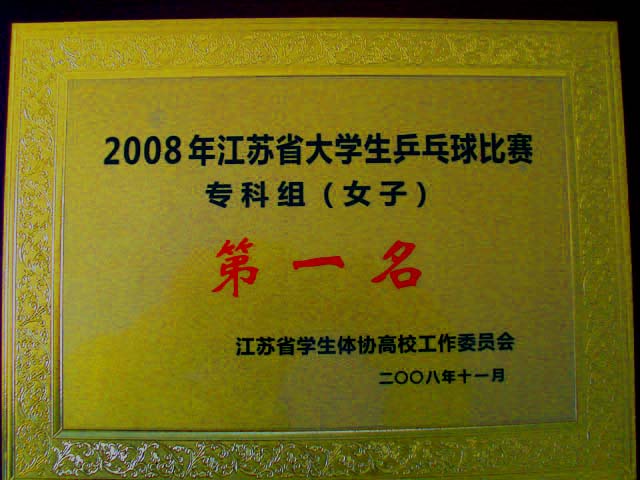 2008年江苏省大学生乒乓球比赛
专科组（女子）
第一名
江苏省学生体协高校工作委员会
二〇〇八年十一月